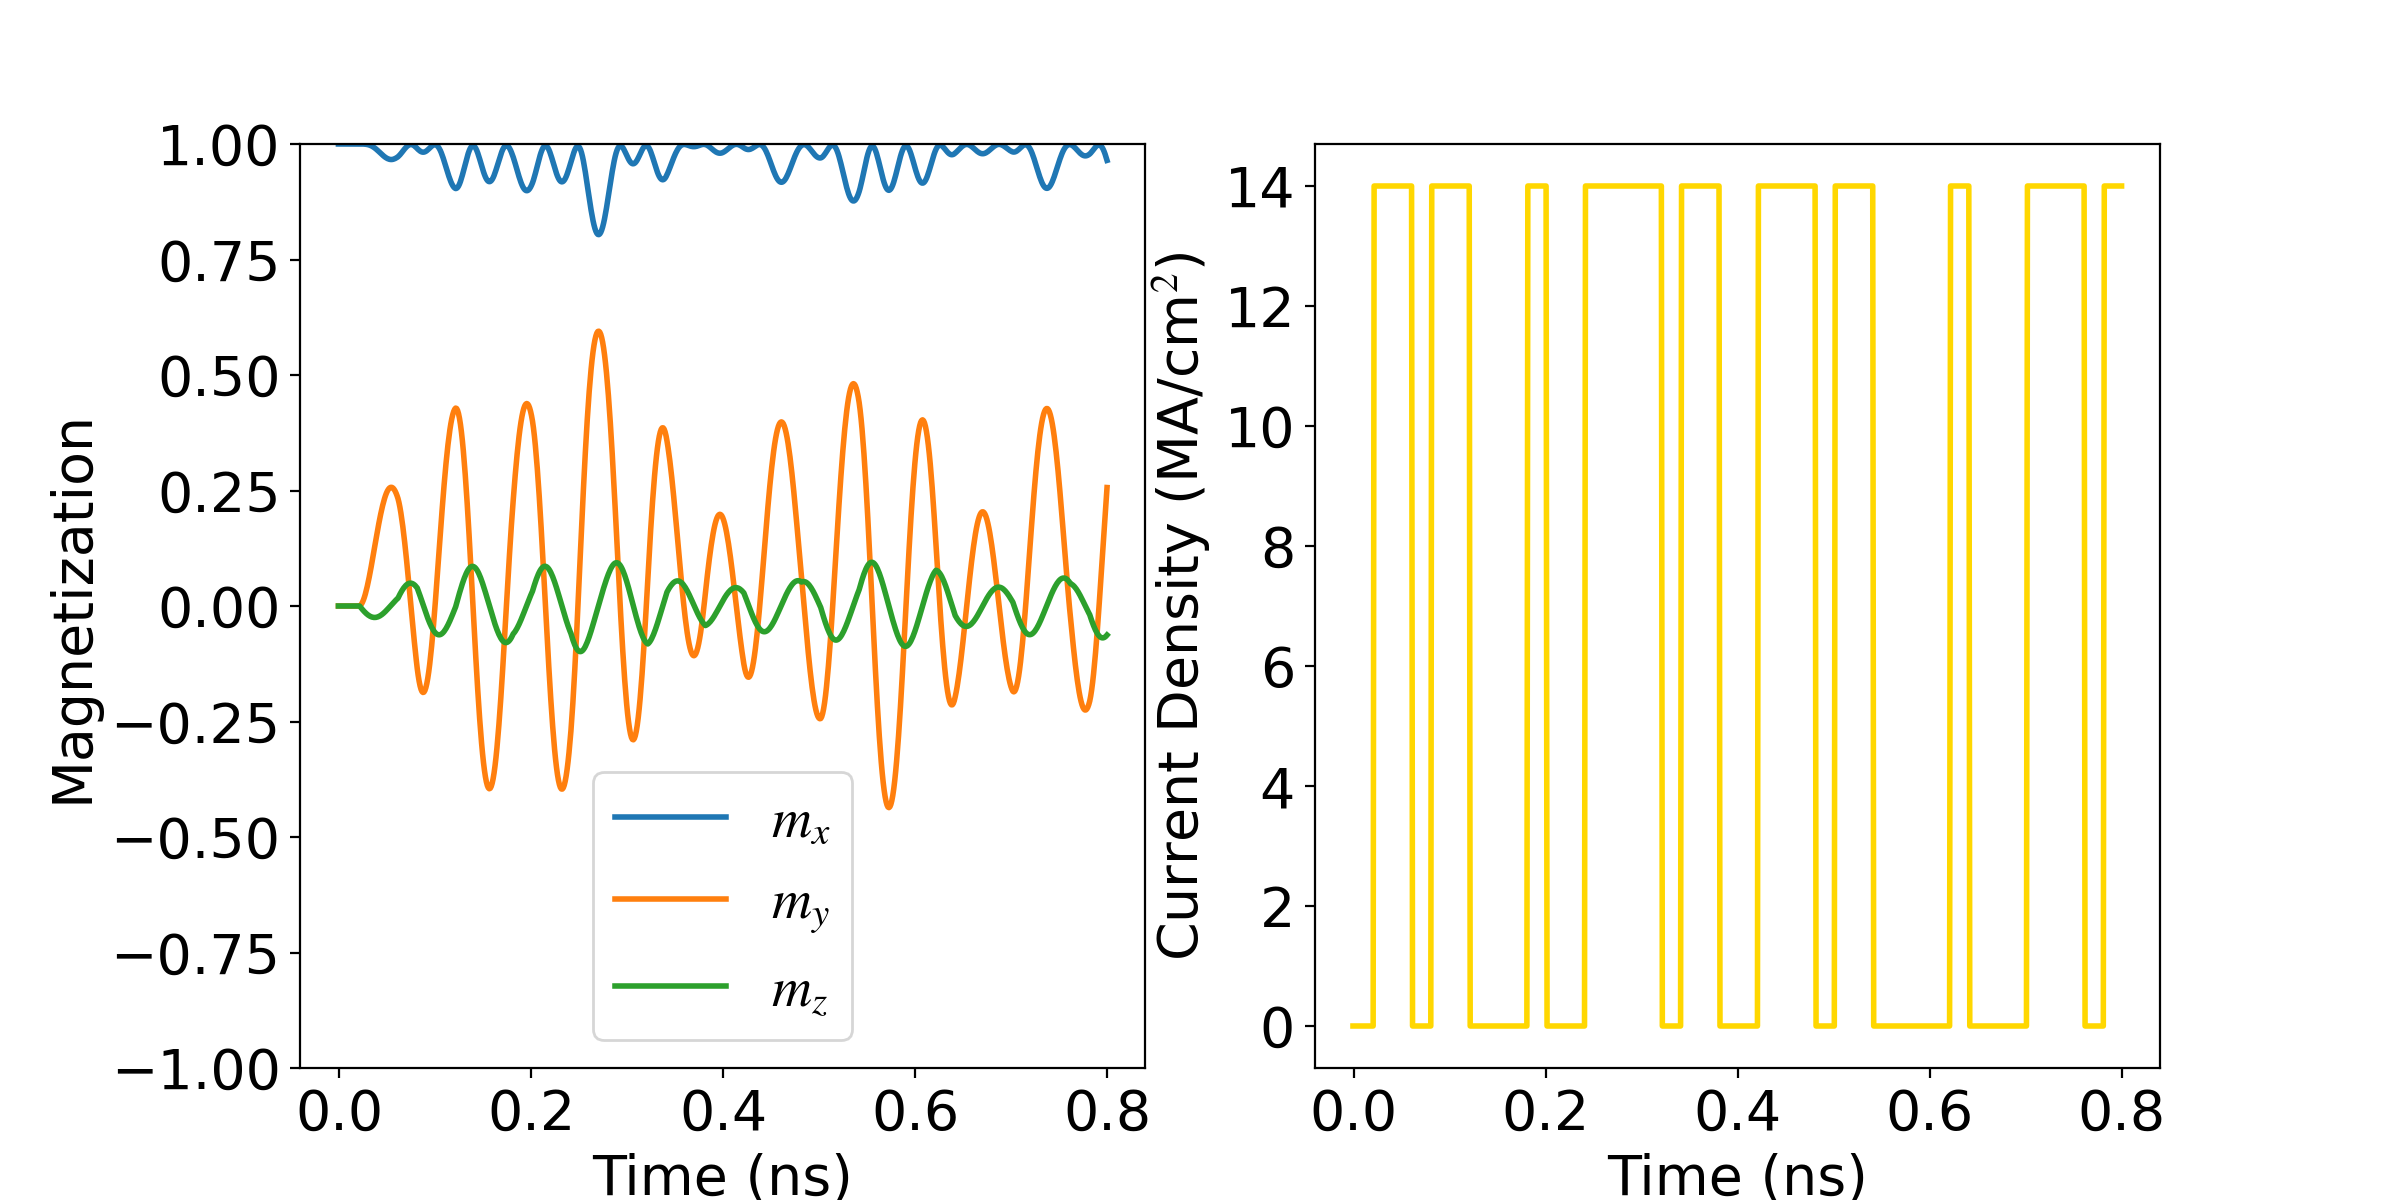 Magnetization
1.00
0.75
0.50
0.25
0.00
−0.25
−0.50
−0.75
−1.00
0.0 0.2 0.4 0.6 0.8
Time (ns)
m_x
m_y
m_z
Current Density (MA/cm²)
14
12
10
8
6
4
2
0
0.0 0.2 0.4 0.6 0.8
Time (ns)